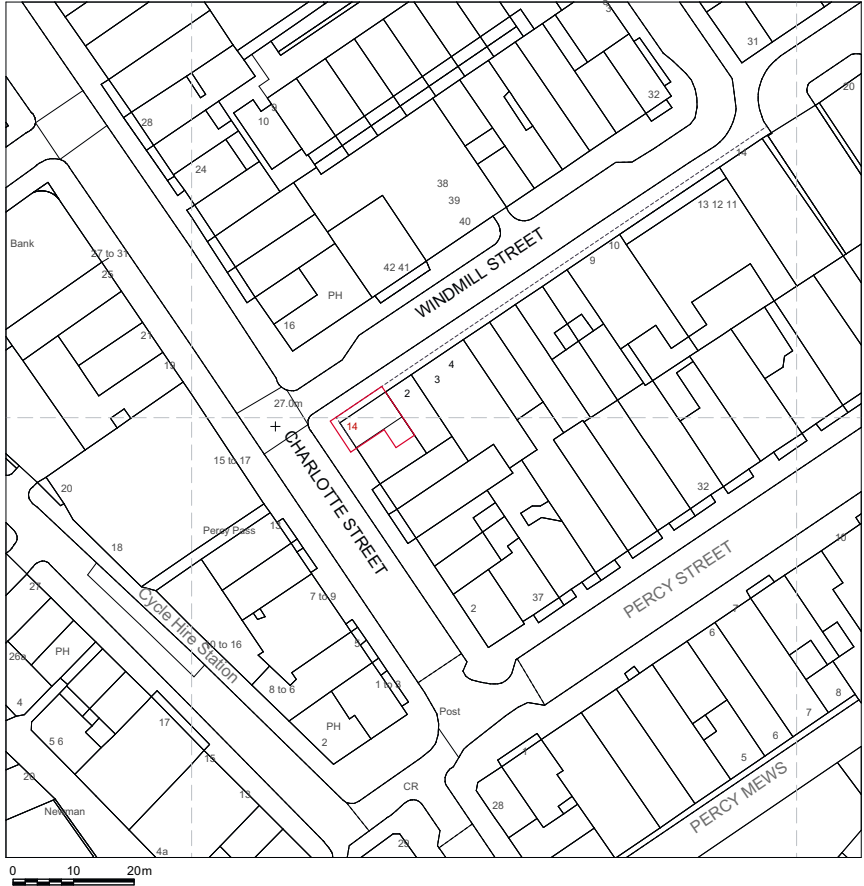 5
31
32
20
28
9
10
24
14
38
39
13 12 11
40
Bank
10
27 to 31
WINDMILL STREET
9
42 41
25
PH
16
21
19
4
3
2
27.0m
14
CHARLOTTE STREET
15 to 17
20
32
Percy Pass
13
18
10
PERCY STREET
27
Cycle Hire Station
7 to 9
37
2
7
6
10 to 16
5
PH
26a
1 to 3
8 to 6
8
4
Post
7
17
PH
2
6
5 6
1
5
15
20
CR
PERCY MEWS
13
28
Newman
29
4a
0 10 20m